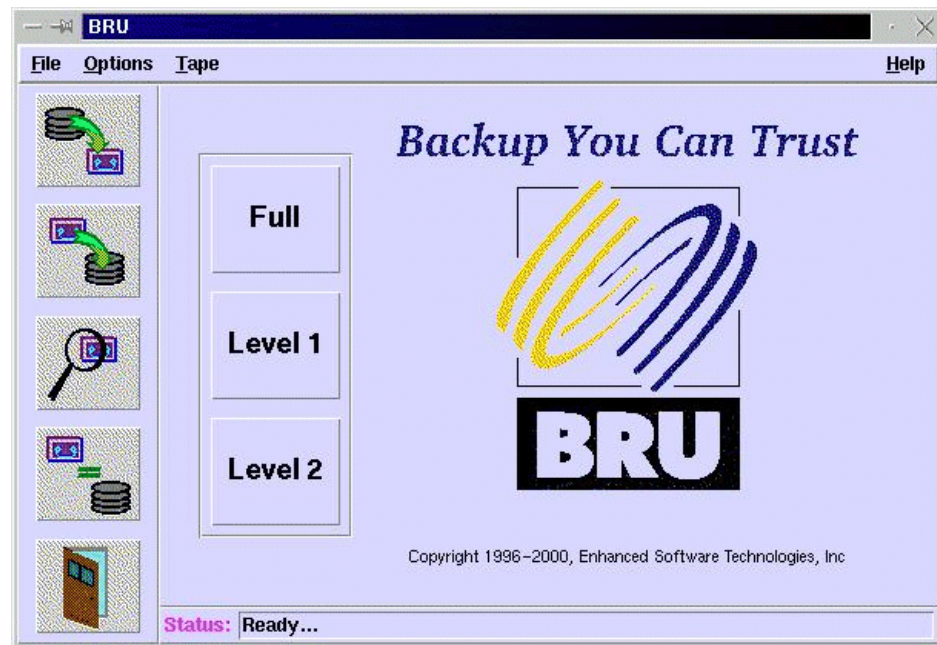 BRU
File Options Tape Help
Backup You Can Trust
Full
Level 1
Level 2
BRU
Copyright 1996-2000, Enhanced Software Technologies, Inc
Status: Ready...